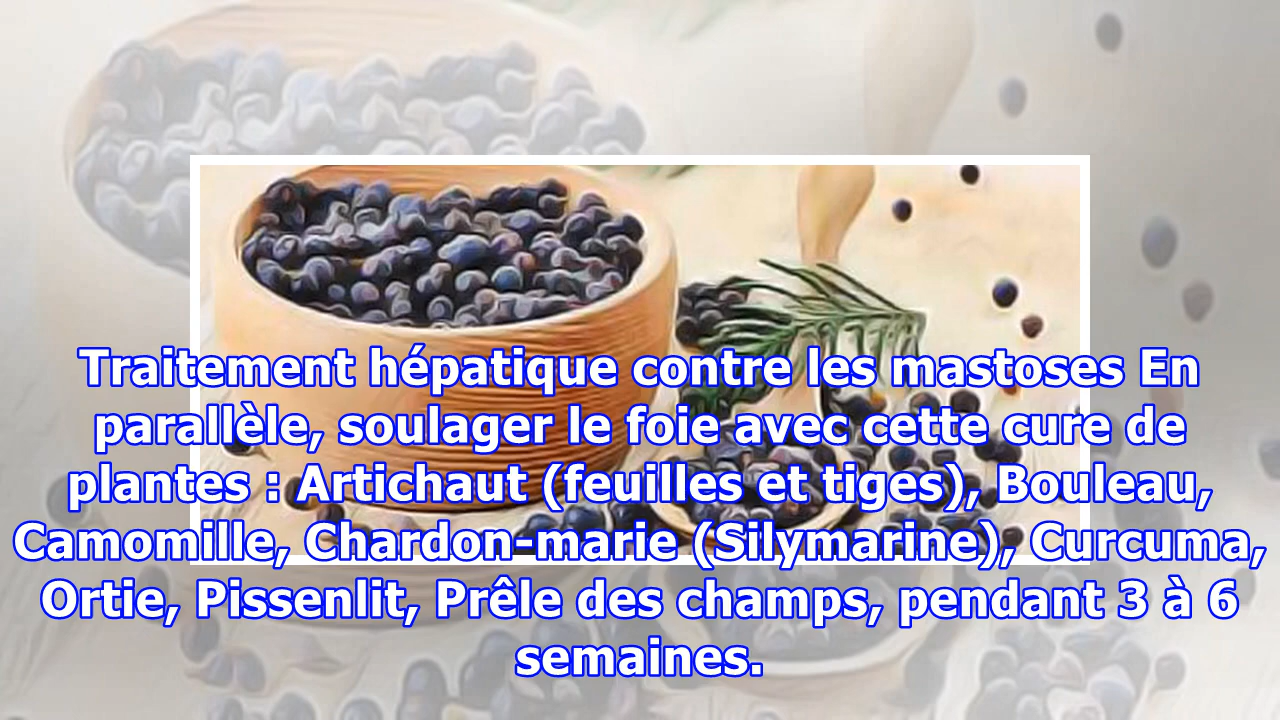 Traitement hépatique contre les mastoses En
parallèle, soulager le foie avec cette cure de
plantes : Artichaut (feuilles et tiges), Bouleau,
Camomille, Chardon-marie (Silymarine), Curcuma,
Ortie, Pissenlit, Prêle des champs, pendant 3 à 6
semaines.